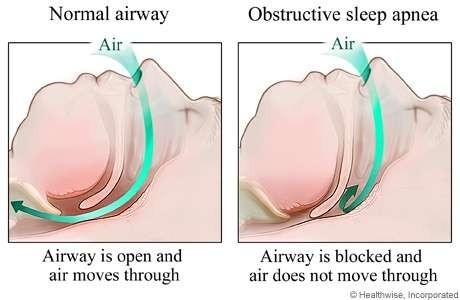 Normal airway
Air
Airway is open and
air moves through
Obstructive sleep apnea
Air
Airway is blocked and
air does not move through
© Healthwise, Incorporated